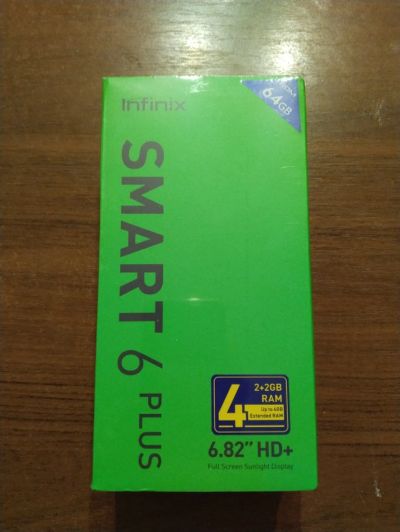 Infinix
64GB
SMART 6 PLUS
4
2+2GB
RAM
Up to 4GB
Extended RAM
6.82" HD+
Full Screen Sunlight Display